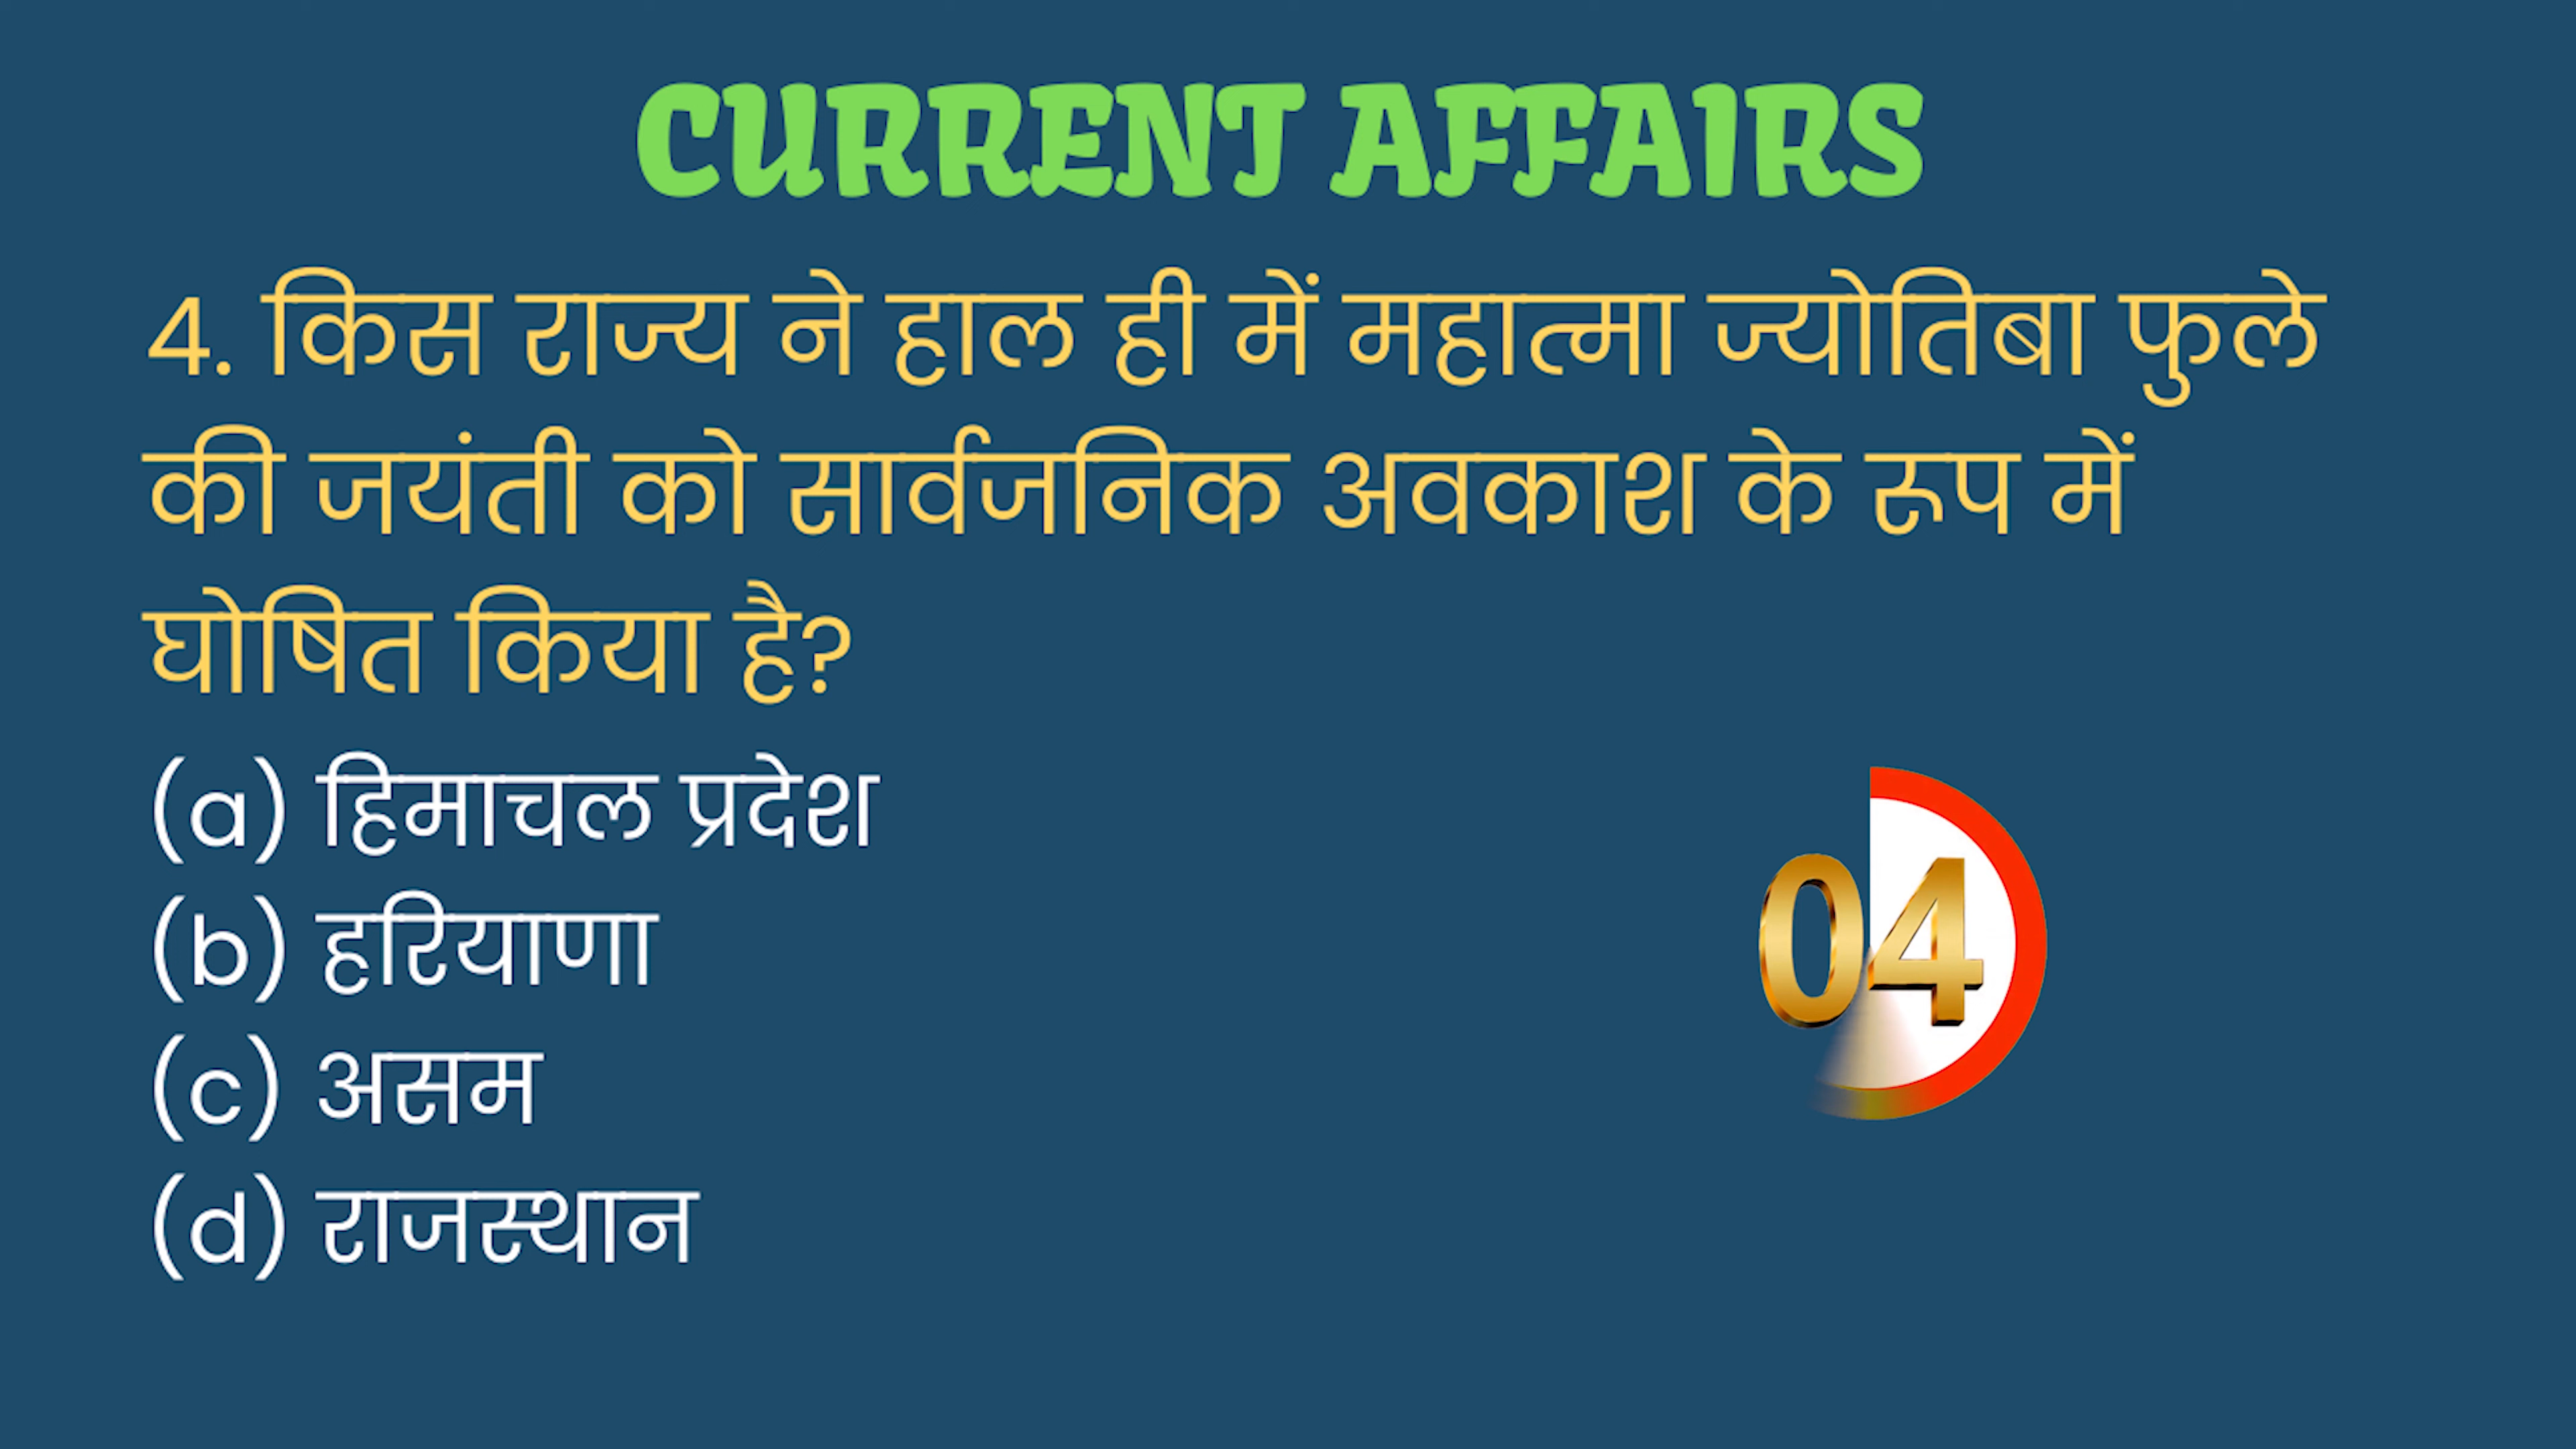 CURRENT AFFAIRS
4. किस राज्य ने हाल ही में महात्मा ज्योतिबा फुले
की जयंती को सार्वजनिक अवकाश के रूप में
घोषित किया है?
(a) हिमाचल प्रदेश
(b) हरियाणा
(c) असम
(d) राजस्थान
04